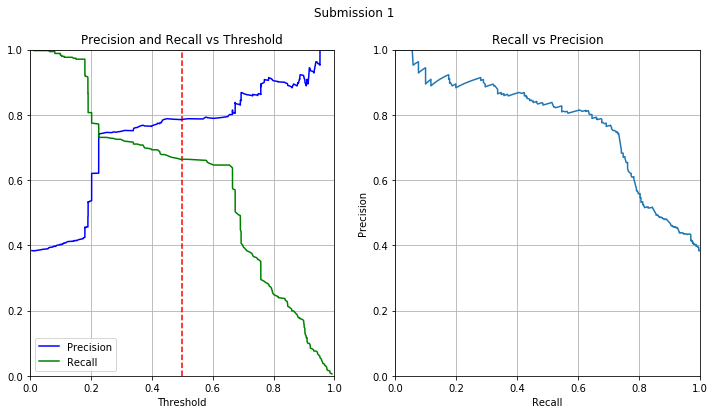 Submission 1
Precision and Recall vs Threshold
1.0
0.8
0.6
0.4
0.2
0.0
0.0 0.2 0.4 0.6 0.8 1.0
Threshold
Precision
Recall
Recall vs Precision
Precision
1.0
0.8
0.6
0.4
0.2
0.0
0.0 0.2 0.4 0.6 0.8 1.0
Recall